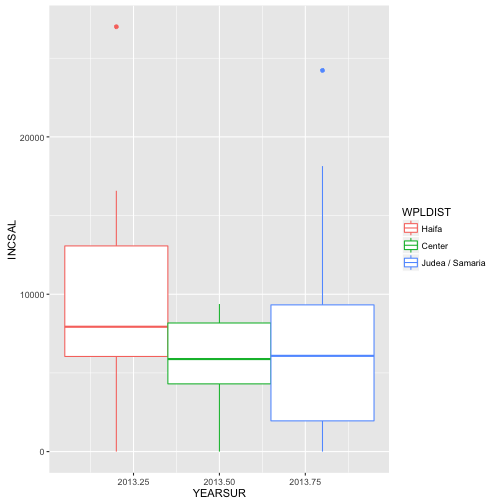 20000
10000
0
INCSAL
2013.25 2013.50 2013.75
YEARSUR
WPLDIST
Haifa
Center
Judea / Samaria